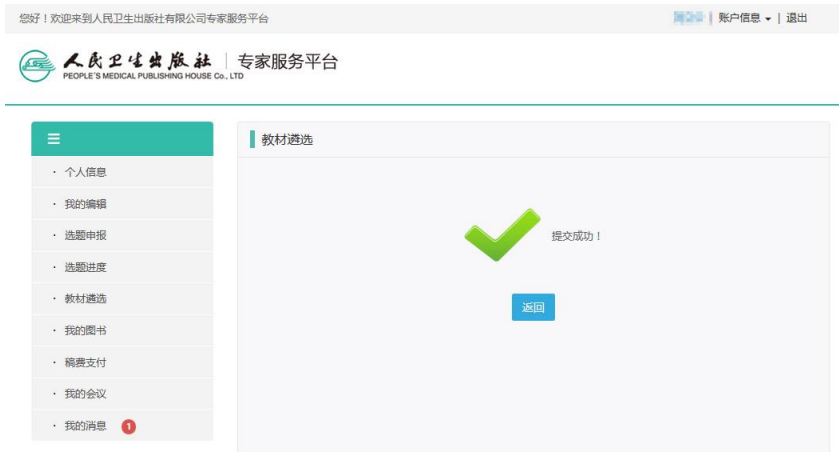 您好！欢迎来到人民卫生出版社有限公司专家服务平台
| 账户信息 | 退出
人民卫生出版社 | 专家服务平台
PEOPLE'S MEDICAL PUBLISHING HOUSE Co., LTD
教材遴选
· 个人信息
· 我的编辑
· 选题申报
· 选题进度
· 教材遴选
· 我的图书
· 稿费支付
· 我的会议
· 我的消息 1
提交成功！
返回